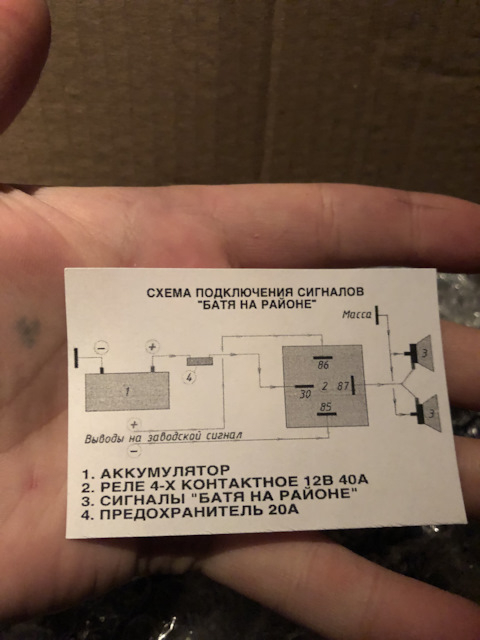 СХЕМА ПОДКЛЮЧЕНИЯ СИГНАЛОВ
"БАТЯ НА РАЙОНЕ"
Масса
− +
86
3
4
1
30 2 87
85
3
+
Выводы на заводской сигнал
−
1. АККУМУЛЯТОР
2. РЕЛЕ 4-Х КОНТАКТНОЕ 12В 40А
3. СИГНАЛЫ "БАТЯ НА РАЙОНЕ"
4. ПРЕДОХРАНИТЕЛЬ 20А